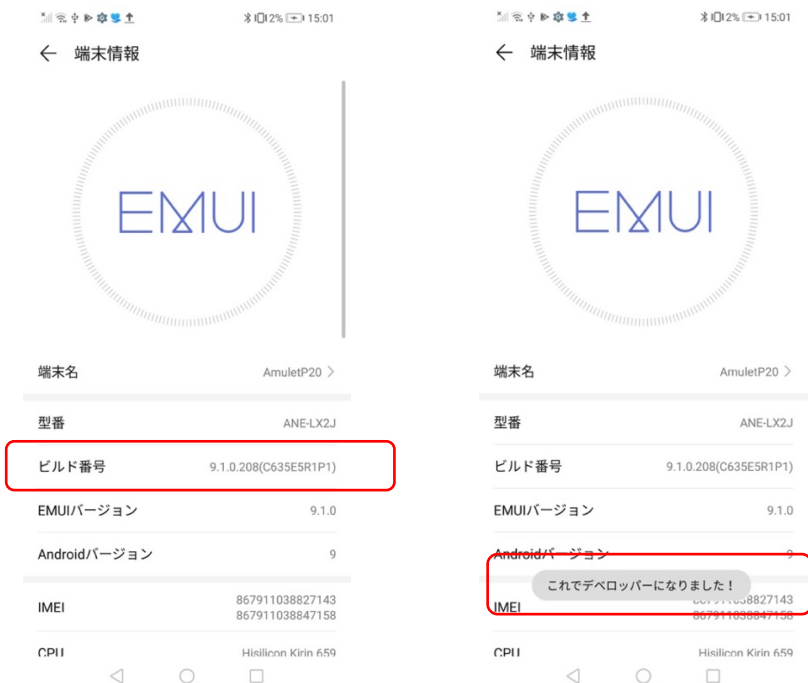 2% 15:01
← 端末情報
EMUI
端末名 AmuletP20 >
型番 ANE-LX2J
ビルド番号 9.1.0.208(C635E5R1P1)
EMUIバージョン 9.1.0
Androidバージョン 9
IMEI 867911038827143
867911038847158
CPU Hisilicon Kirin 659
2% 15:01
← 端末情報
EMUI
端末名 AmuletP20 >
型番 ANE-LX2J
ビルド番号 9.1.0.208(C635E5R1P1)
EMUIバージョン 9.1.0
Androidバージョン 9
これでデベロッパーになりました！
IMEI 867911038827143
867911038847158
CPU Hisilicon Kirin 659